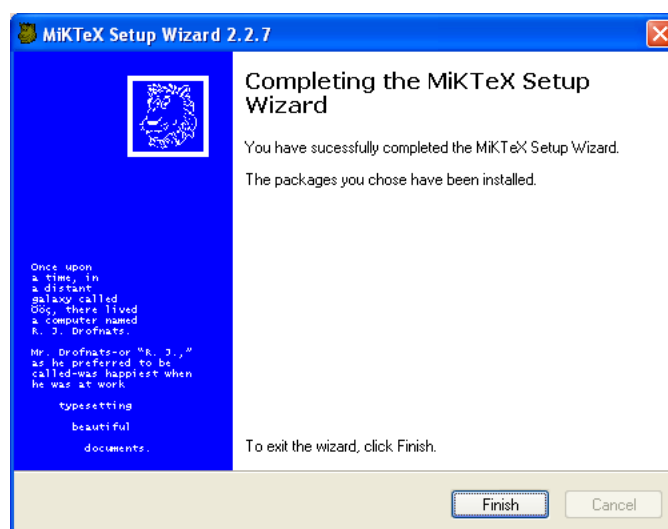 MiKTeX Setup Wizard 2.2.7
Completing the MiKTeX Setup
Wizard
You have sucessfully completed the MiKTeX Setup Wizard.
The packages you chose have been installed.
Once upon
a time, in
a distant
galaxy called
Ööç, there lived
a computer named
R. J. Drofnats.
Mr. Drofnats-or "R. J.,"
as he preferred to be
called-was happiest when
he was at work
typesetting
beautiful
documents.
To exit the wizard, click Finish.
Finish
Cancel